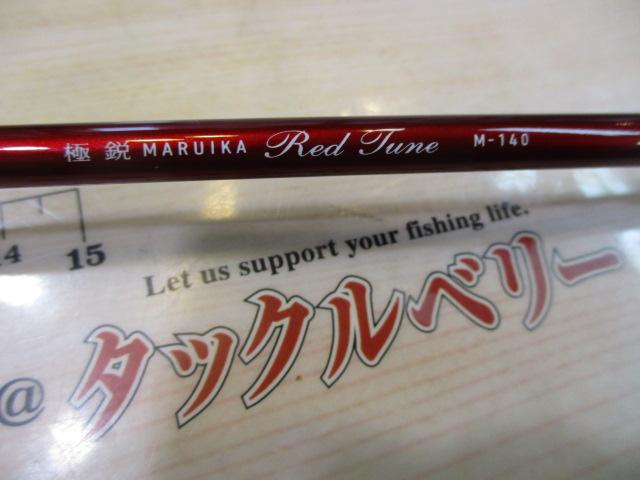 極鋭 MARUIKA Red Tune M-140
14 15
Let us support your fishing life.
@タックルベリー